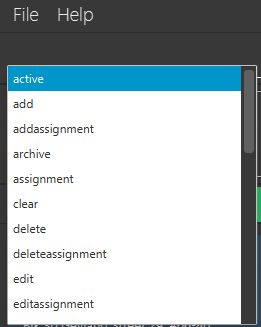 File Help
active
add
addassignment
archive
assignment
clear
delete
deleteassignment
edit
editassignment